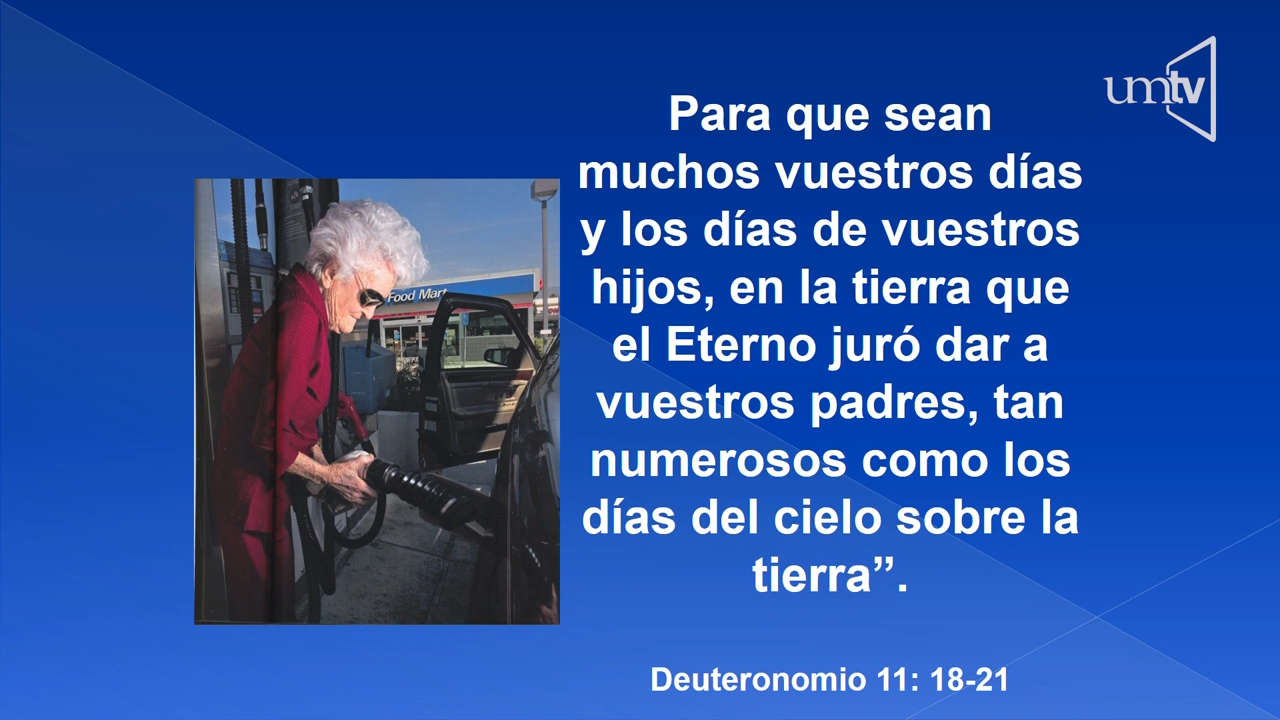 umtv
Para que sean
muchos vuestros días
y los días de vuestros
hijos, en la tierra que
el Eterno juró dar a
vuestros padres, tan
numerosos como los
días del cielo sobre la
tierra”.
Food Mart
Deuteronomio 11: 18-21